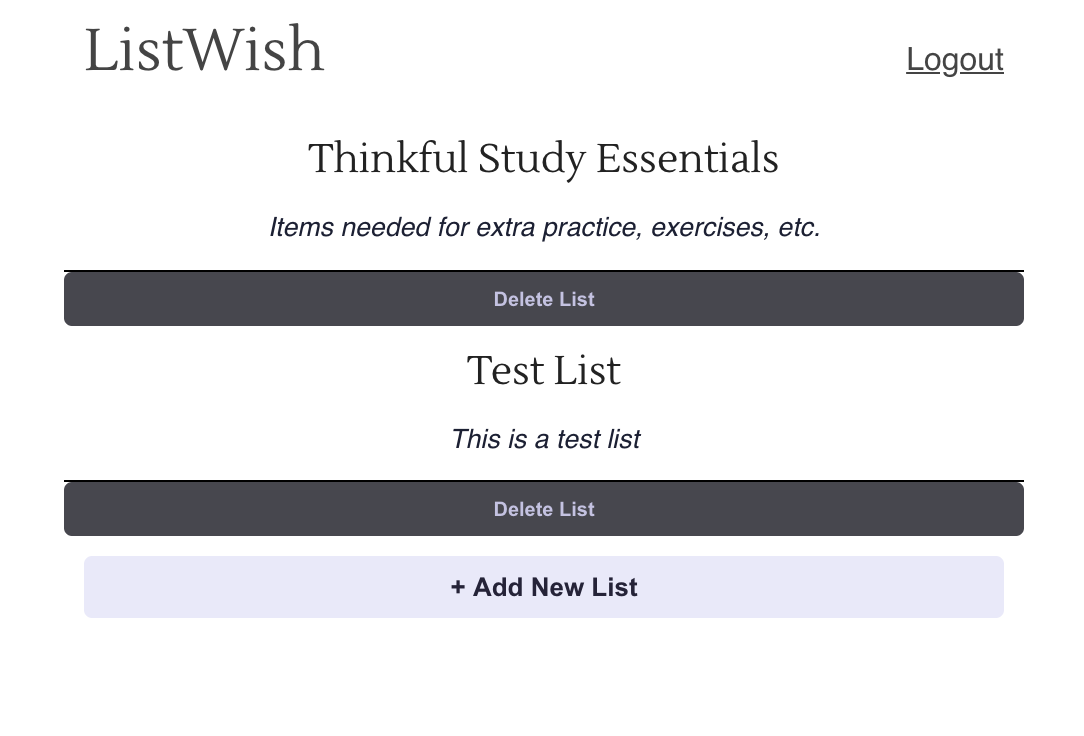 ListWish
Logout
Thinkful Study Essentials
Items needed for extra practice, exercises, etc.
Delete List
Test List
This is a test list
Delete List
+ Add New List